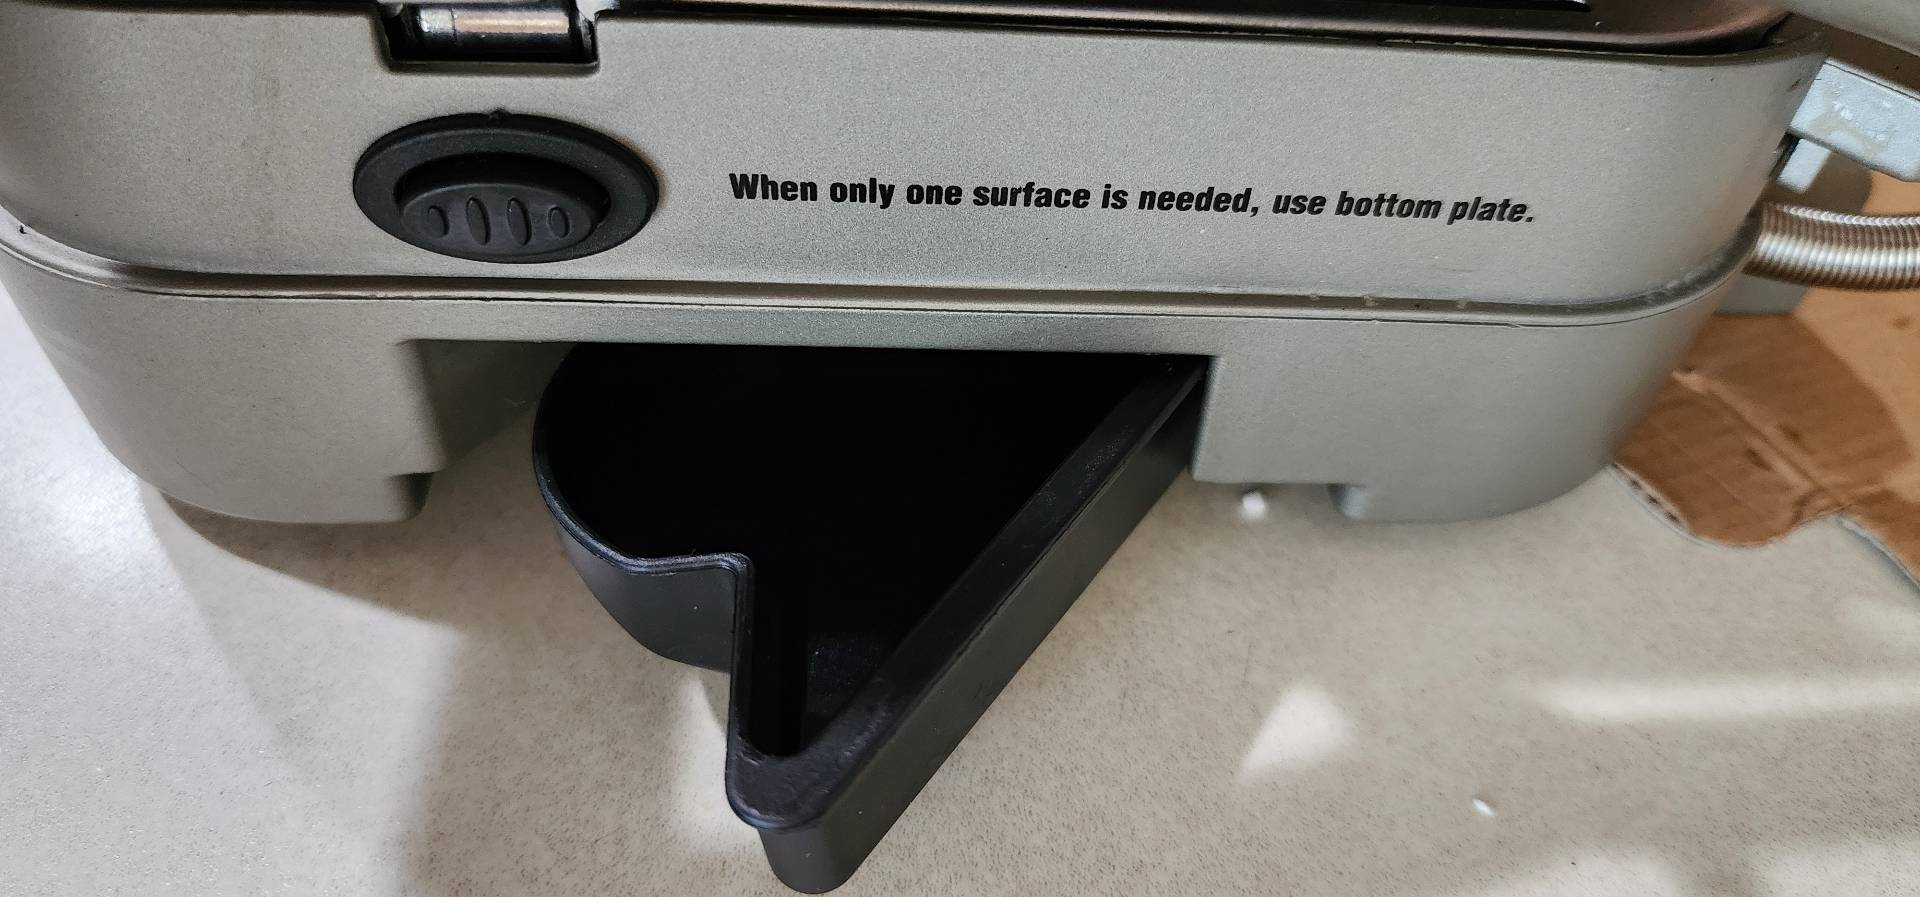 When only one surface is needed, use bottom plate.